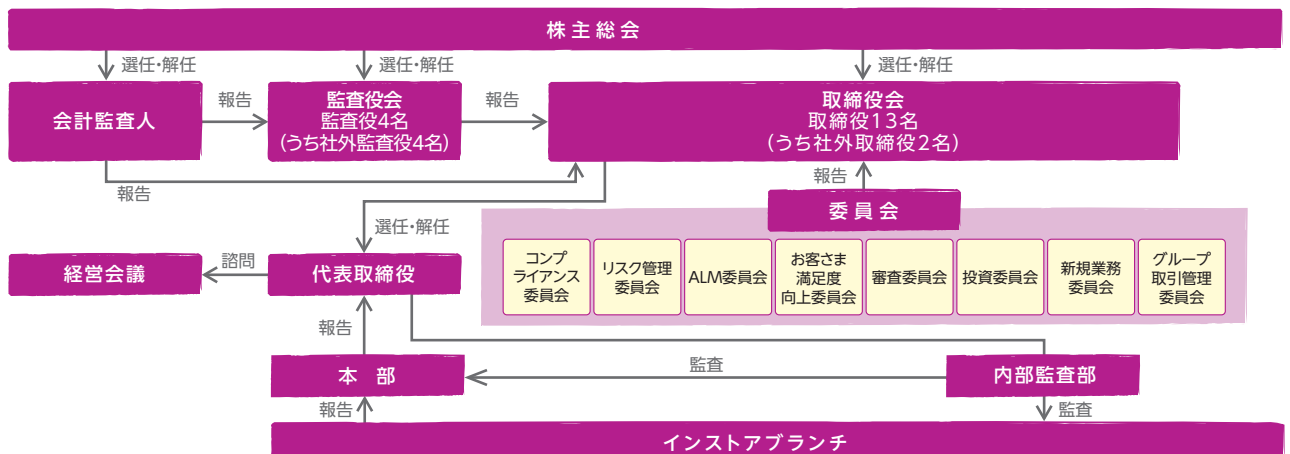 株主総会
選任・解任
選任・解任
選任・解任
会計監査人
報告
監査役会
監査役4名
(うち社外監査役4名)
報告
取締役会
取締役13名
(うち社外取締役2名)
報告
報告
委員会
選任・解任
コンプ
ライアンス
委員会
リスク管理
委員会
ALM委員会
お客さま
満足度
向上委員会
審査委員会
投資委員会
新規業務
委員会
グループ
取引管理
委員会
経営会議
諮問
代表取締役
報告
本 部
監査
内部監査部
報告
監査
インストアブランチ